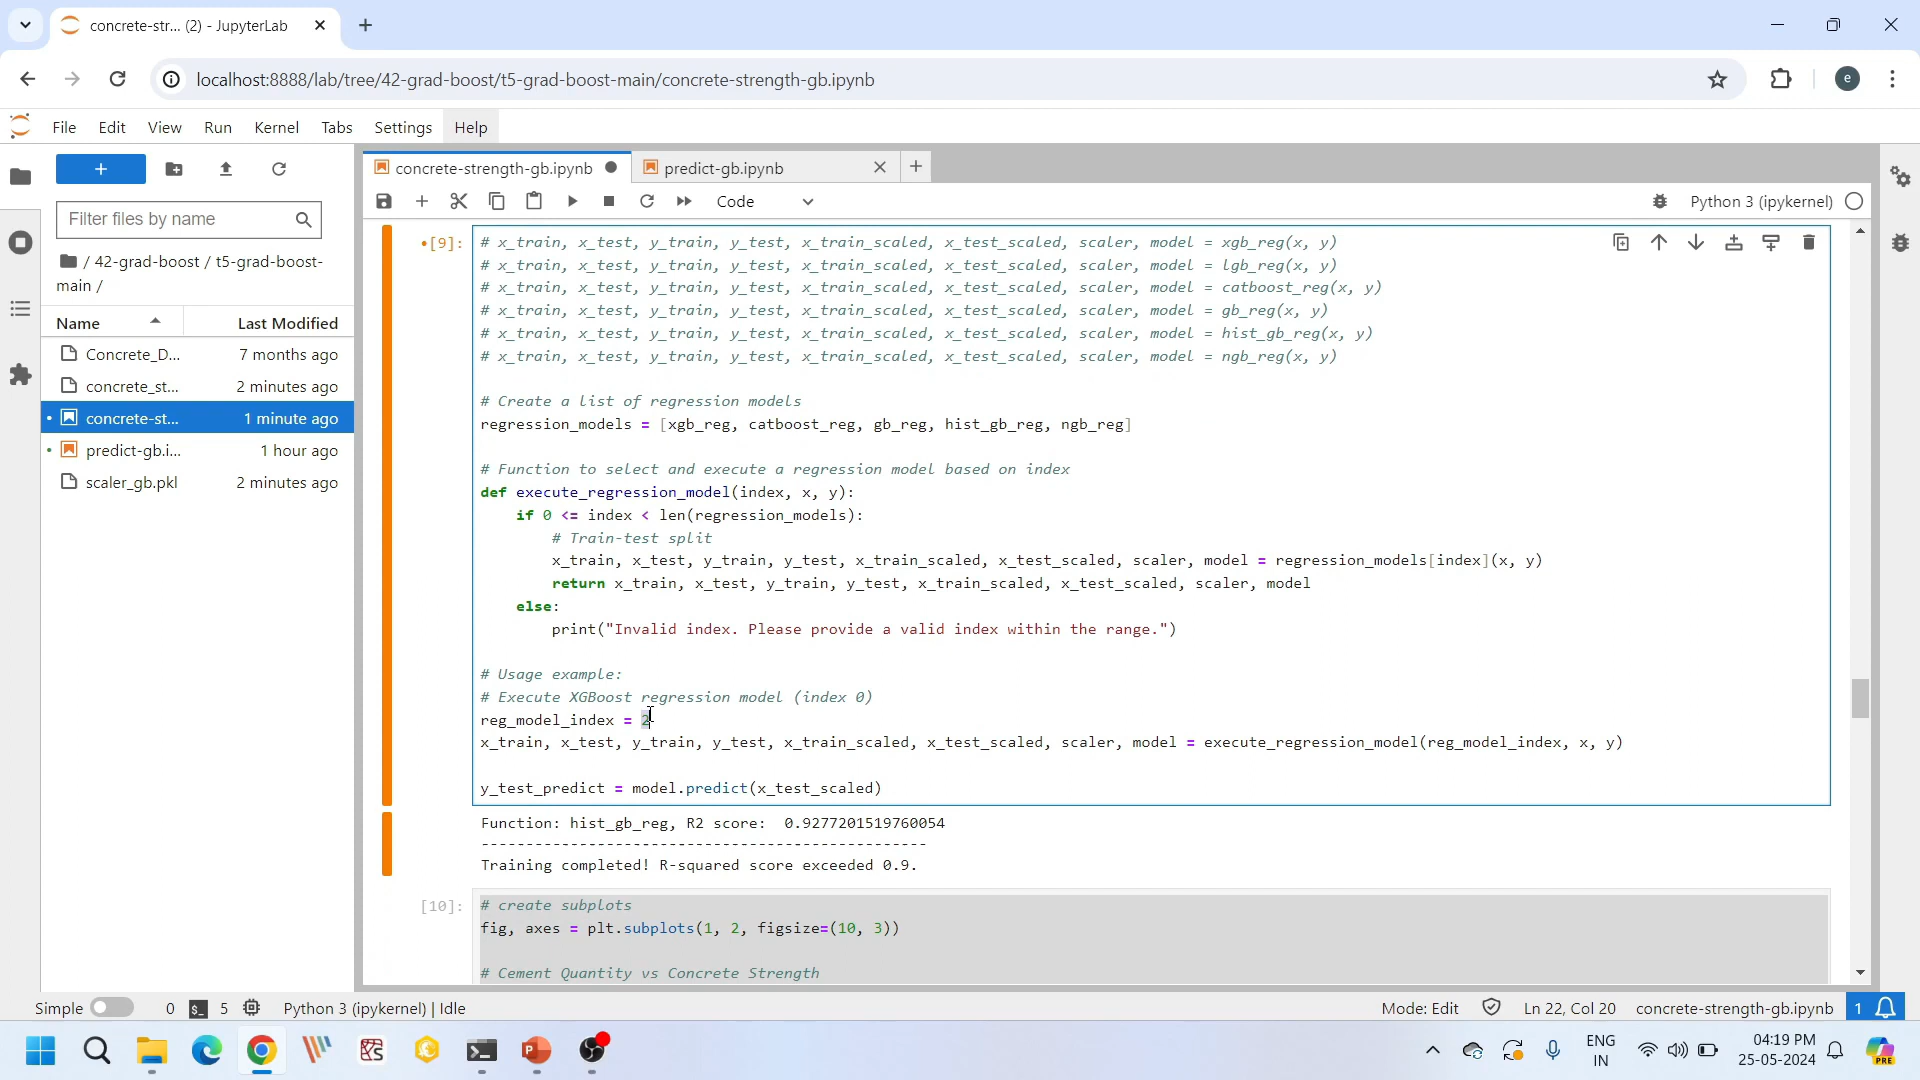 concrete-str... (2) - JupyterLab
localhost:8888/lab/tree/42-grad-boost/t5-grad-boost-main/concrete-strength-gb.ipynb
e
File Edit View Run Kernel Tabs Settings Help
concrete-strength-gb.ipynb
predict-gb.ipynb
Code
Python 3 (ipykernel)
Filter files by name
/ 42-grad-boost / t5-grad-boost-
main /
Name Last Modified
Concrete_D... 7 months ago
concrete_st... 2 minutes ago
concrete-st... 1 minute ago
predict-gb.i... 1 hour ago
scaler_gb.pkl 2 minutes ago
[9]:
# x_train, x_test, y_train, y_test, x_train_scaled, x_test_scaled, scaler, model = xgb_reg(x, y)
# x_train, x_test, y_train, y_test, x_train_scaled, x_test_scaled, scaler, model = lgb_reg(x, y)
# x_train, x_test, y_train, y_test, x_train_scaled, x_test_scaled, scaler, model = catboost_reg(x, y)
# x_train, x_test, y_train, y_test, x_train_scaled, x_test_scaled, scaler, model = gb_reg(x, y)
# x_train, x_test, y_train, y_test, x_train_scaled, x_test_scaled, scaler, model = hist_gb_reg(x, y)
# x_train, x_test, y_train, y_test, x_train_scaled, x_test_scaled, scaler, model = ngb_reg(x, y)
# Create a list of regression models
regression_models = [xgb_reg, catboost_reg, gb_reg, hist_gb_reg, ngb_reg]
# Function to select and execute a regression model based on index
def execute_regression_model(index, x, y):
if 0 <= index < len(regression_models):
# Train-test split
x_train, x_test, y_train, y_test, x_train_scaled, x_test_scaled, scaler, model = regression_models[index](x, y)
return x_train, x_test, y_train, y_test, x_train_scaled, x_test_scaled, scaler, model
else:
print("Invalid index. Please provide a valid index within the range.")
# Usage example:
# Execute XGBoost regression model (index 0)
reg_model_index = 2
x_train, x_test, y_train, y_test, x_train_scaled, x_test_scaled, scaler, model = execute_regression_model(reg_model_index, x, y)
y_test_predict = model.predict(x_test_scaled)
Function: hist_gb_reg, R2 score:  0.9277201519760054
--------------------------------------------------
Training completed! R-squared score exceeded 0.9.
[10]:
# create subplots
fig, axes = plt.subplots(1, 2, figsize=(10, 3))
# Cement Quantity vs Concrete Strength
Simple 0 $_ 5 Python 3 (ipykernel) | Idle
Mode: Edit Ln 22, Col 20 concrete-strength-gb.ipynb 1
ENG
IN
04:19 PM
25-05-2024
PRE